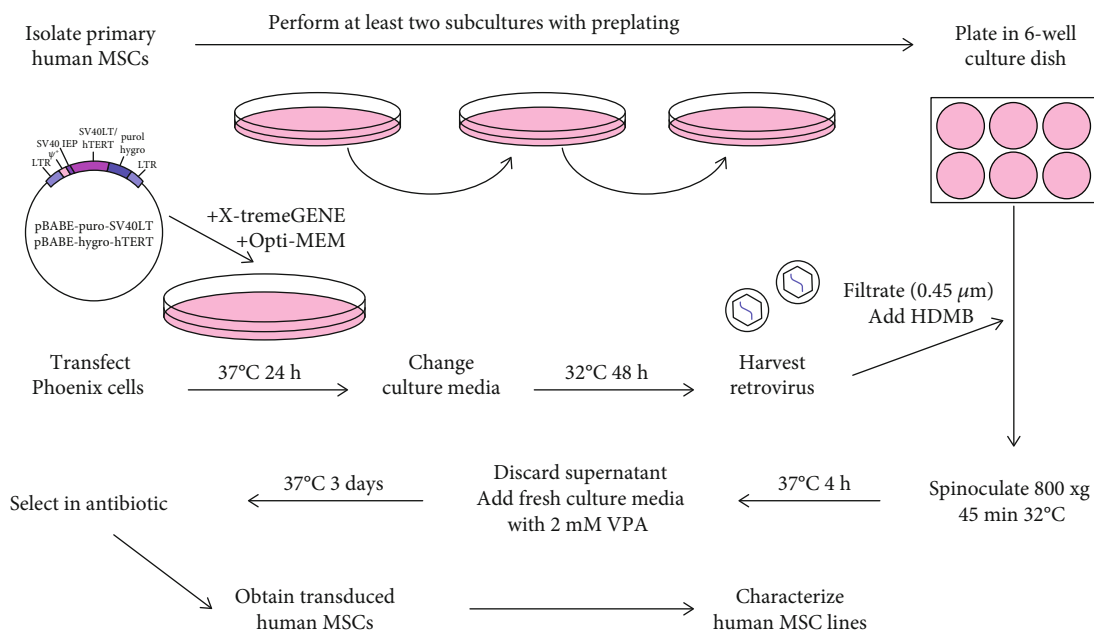 Isolate primary
human MSCs
Perform at least two subcultures with preplating
Plate in 6-well
culture dish
SV40LT/
hTERT
SV40 IEP
ψ+
LTR
puroI
hygro
LTR
pBABE-puro-SV40LT
pBABE-hygro-hTERT
+X-tremeGENE
+Opti-MEM
Filtrate (0.45 μm)
Add HDMB
Transfect
Phoenix cells
37°C 24 h
Change
culture media
32°C 48 h
Harvest
retrovirus
Spinoculate 800 xg
45 min 32°C
37°C 4 h
Discard supernatant
Add fresh culture media
with 2 mM VPA
37°C 3 days
Select in antibiotic
Obtain transduced
human MSCs
Characterize
human MSC lines